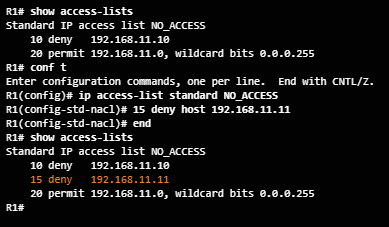 R1# show access-lists
Standard IP access list NO_ACCESS
    10 deny   192.168.11.10
    20 permit 192.168.11.0, wildcard bits 0.0.0.255
R1# conf t
Enter configuration commands, one per line.  End with CNTL/Z.
R1(config)# ip access-list standard NO_ACCESS
R1(config-std-nacl)# 15 deny host 192.168.11.11
R1(config-std-nacl)# end
R1# show access-lists
Standard IP access list NO_ACCESS
    10 deny   192.168.11.10
    15 deny   192.168.11.11
    20 permit 192.168.11.0, wildcard bits 0.0.0.255
R1#